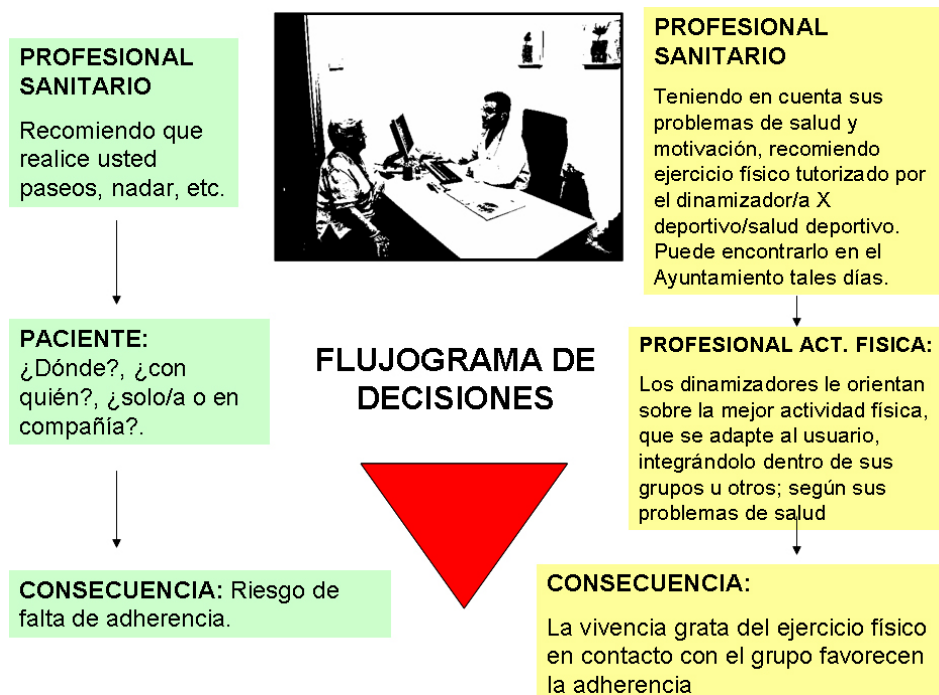 PROFESIONAL
SANITARIO
Recomiendo que
realice usted
paseos, nadar, etc.
PACIENTE:
¿Dónde?, ¿con
quién?, ¿solo/a o en
compañía?.
CONSECUENCIA: Riesgo de
falta de adherencia.
FLUJOGRAMA DE
DECISIONES
PROFESIONAL
SANITARIO
Teniendo en cuenta sus
problemas de salud y
motivación, recomiendo
ejercicio físico tutorizado por
el dinamizador/a X
deportivo/salud deportivo.
Puede encontrarlo en el
Ayuntamiento tales días.
PROFESIONAL ACT. FISICA:
Los dinamizadores le orientan
sobre la mejor actividad física,
que se adapte al usuario,
integrándolo dentro de sus
grupos u otros; según sus
problemas de salud
CONSECUENCIA:
La vivencia grata del ejercicio físico
en contacto con el grupo favorecen
la adherencia